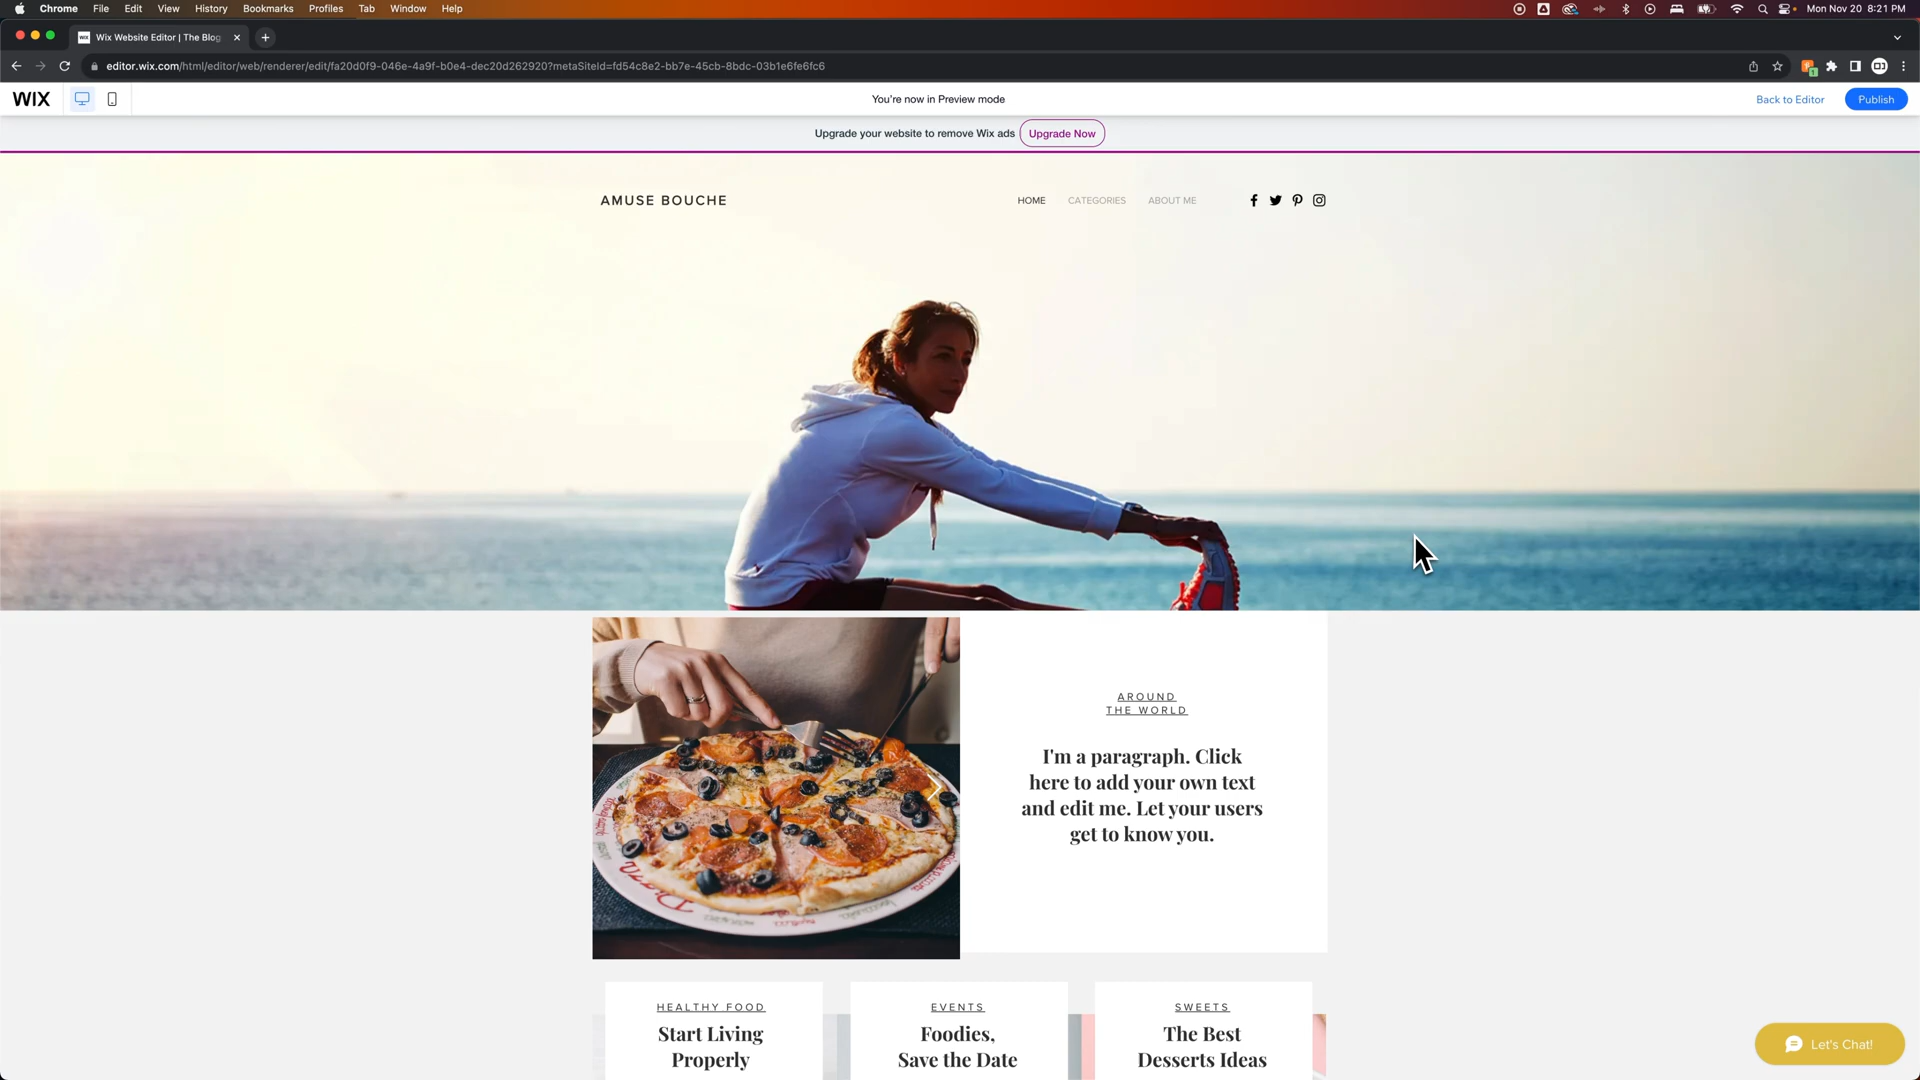 Chrome File Edit View History Bookmarks Profiles Tab Window Help
Mon Nov 20 8:21 PM
Wix Website Editor | The Blog
editor.wix.com/html/editor/web/renderer/edit/fa20d0f9-046e-4a9f-b0e4-dec20d262920?metaSiteId=fd54c8e2-bb7e-45cb-8bdc-03b1e6fe6fc6
WIX
You're now in Preview mode
Back to Editor
Publish
Upgrade your website to remove Wix ads
Upgrade Now
AMUSE BOUCHE
HOME CATEGORIES ABOUT ME
AROUND
THE WORLD
I'm a paragraph. Click
here to add your own text
and edit me. Let your users
get to know you.
HEALTHY FOOD
Start Living
Properly
EVENTS
Foodies,
Save the Date
SWEETS
The Best
Desserts Ideas
Let's Chat!